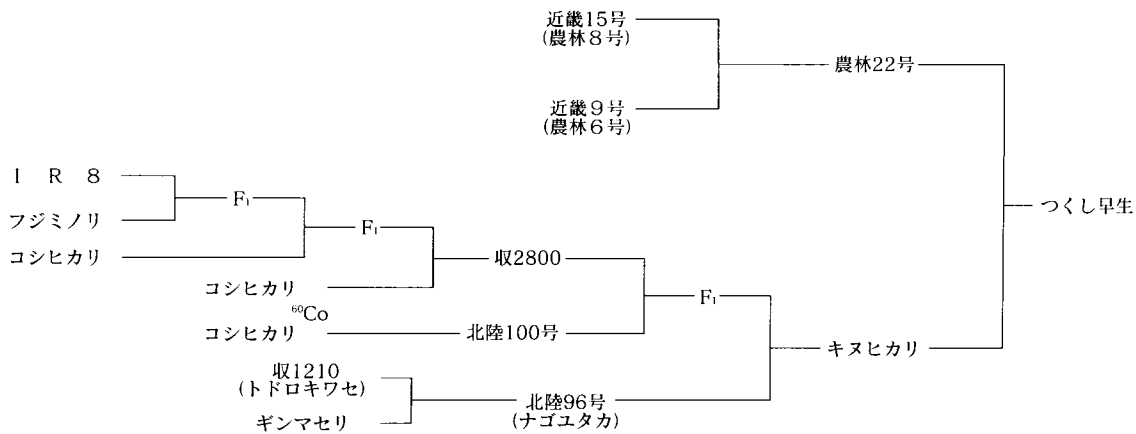 近畿15号
(農林8号)
農林22号
近畿9号
(農林6号)
I R 8
F₁
フジミノリ
つくし早生
F₁
コシヒカリ
収2800
コシヒカリ
F₁
⁶⁰Co
コシヒカリ
北陸100号
キヌヒカリ
収1210
(トドロキワセ)
北陸96号
(ナゴユタカ)
ギンマセリ